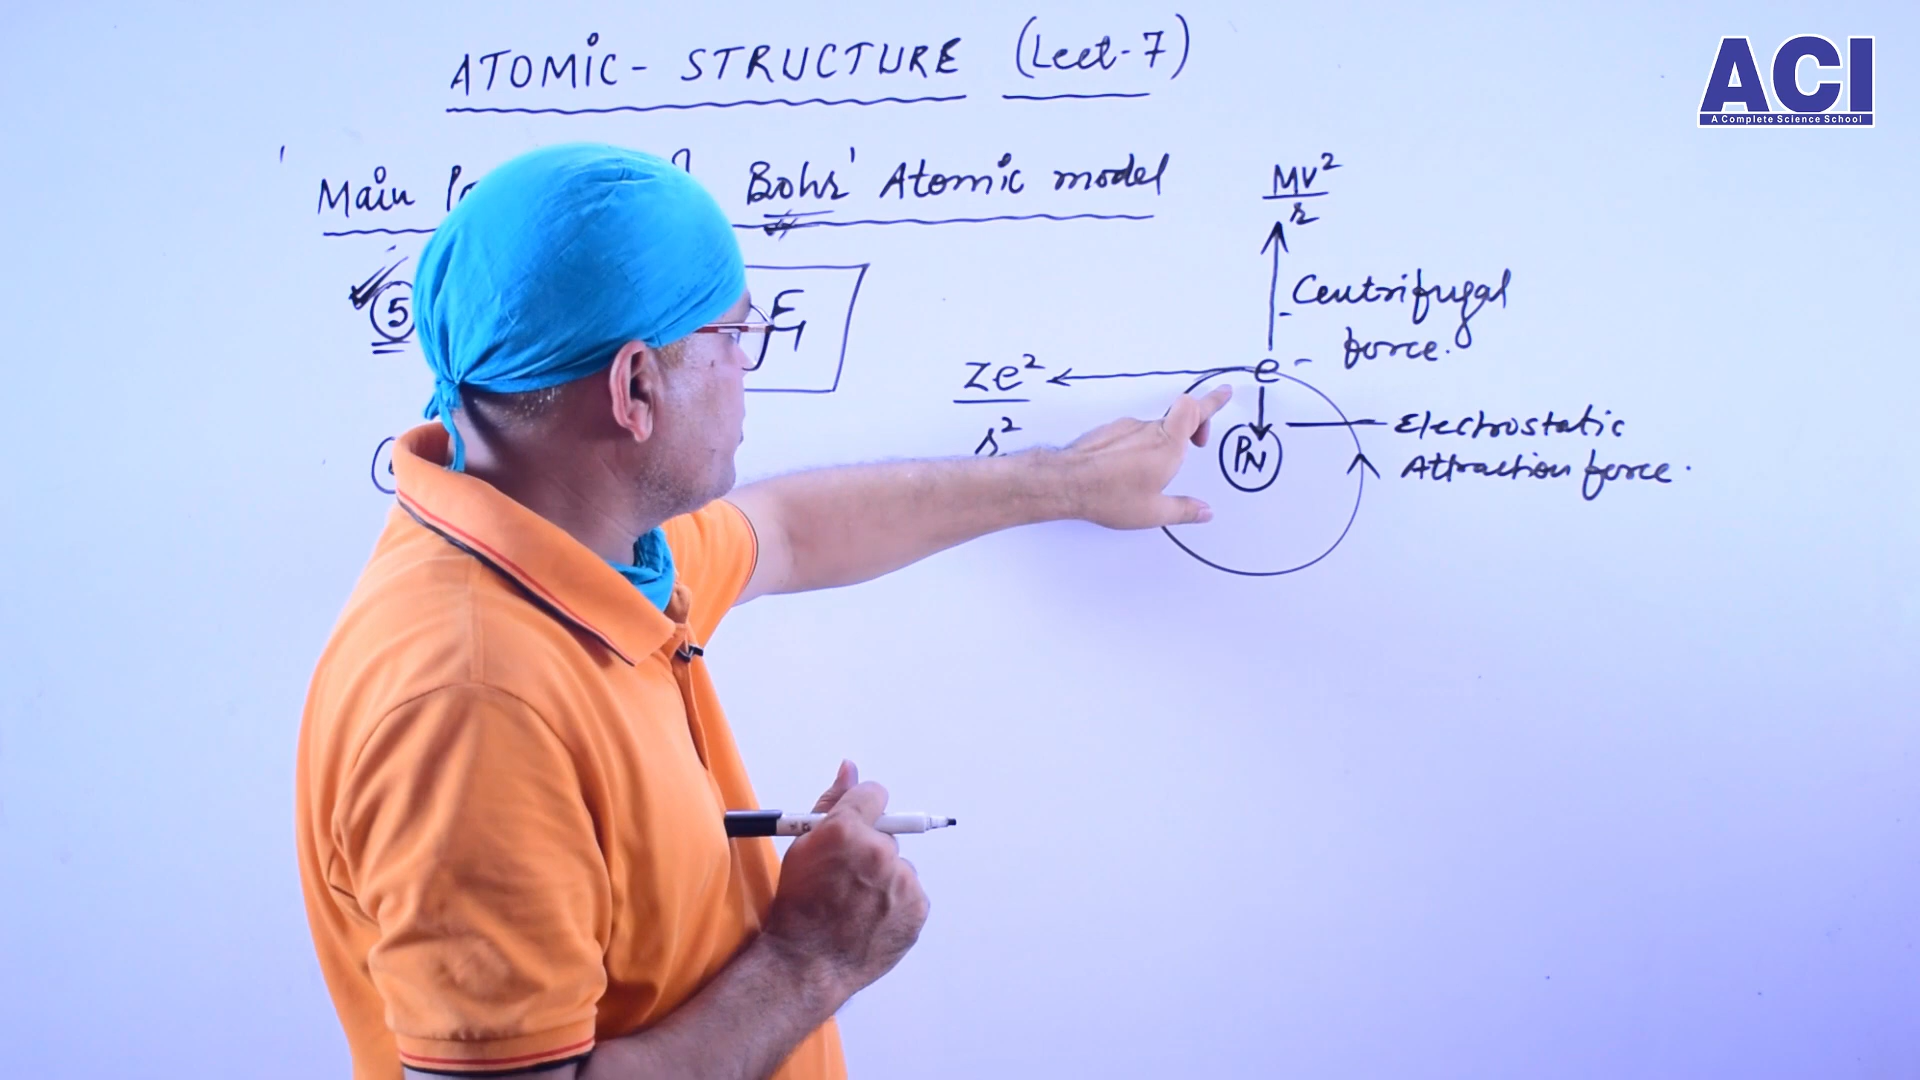 ATOMIC- STRUCTURE (Lect-7)
ACI
A Complete Science School
Main
Bohr' Atomic model
Mv²
r
5
E
Centrifugal
force.
Ze²
e -
r²
Electrostatic
PN
Attraction force.